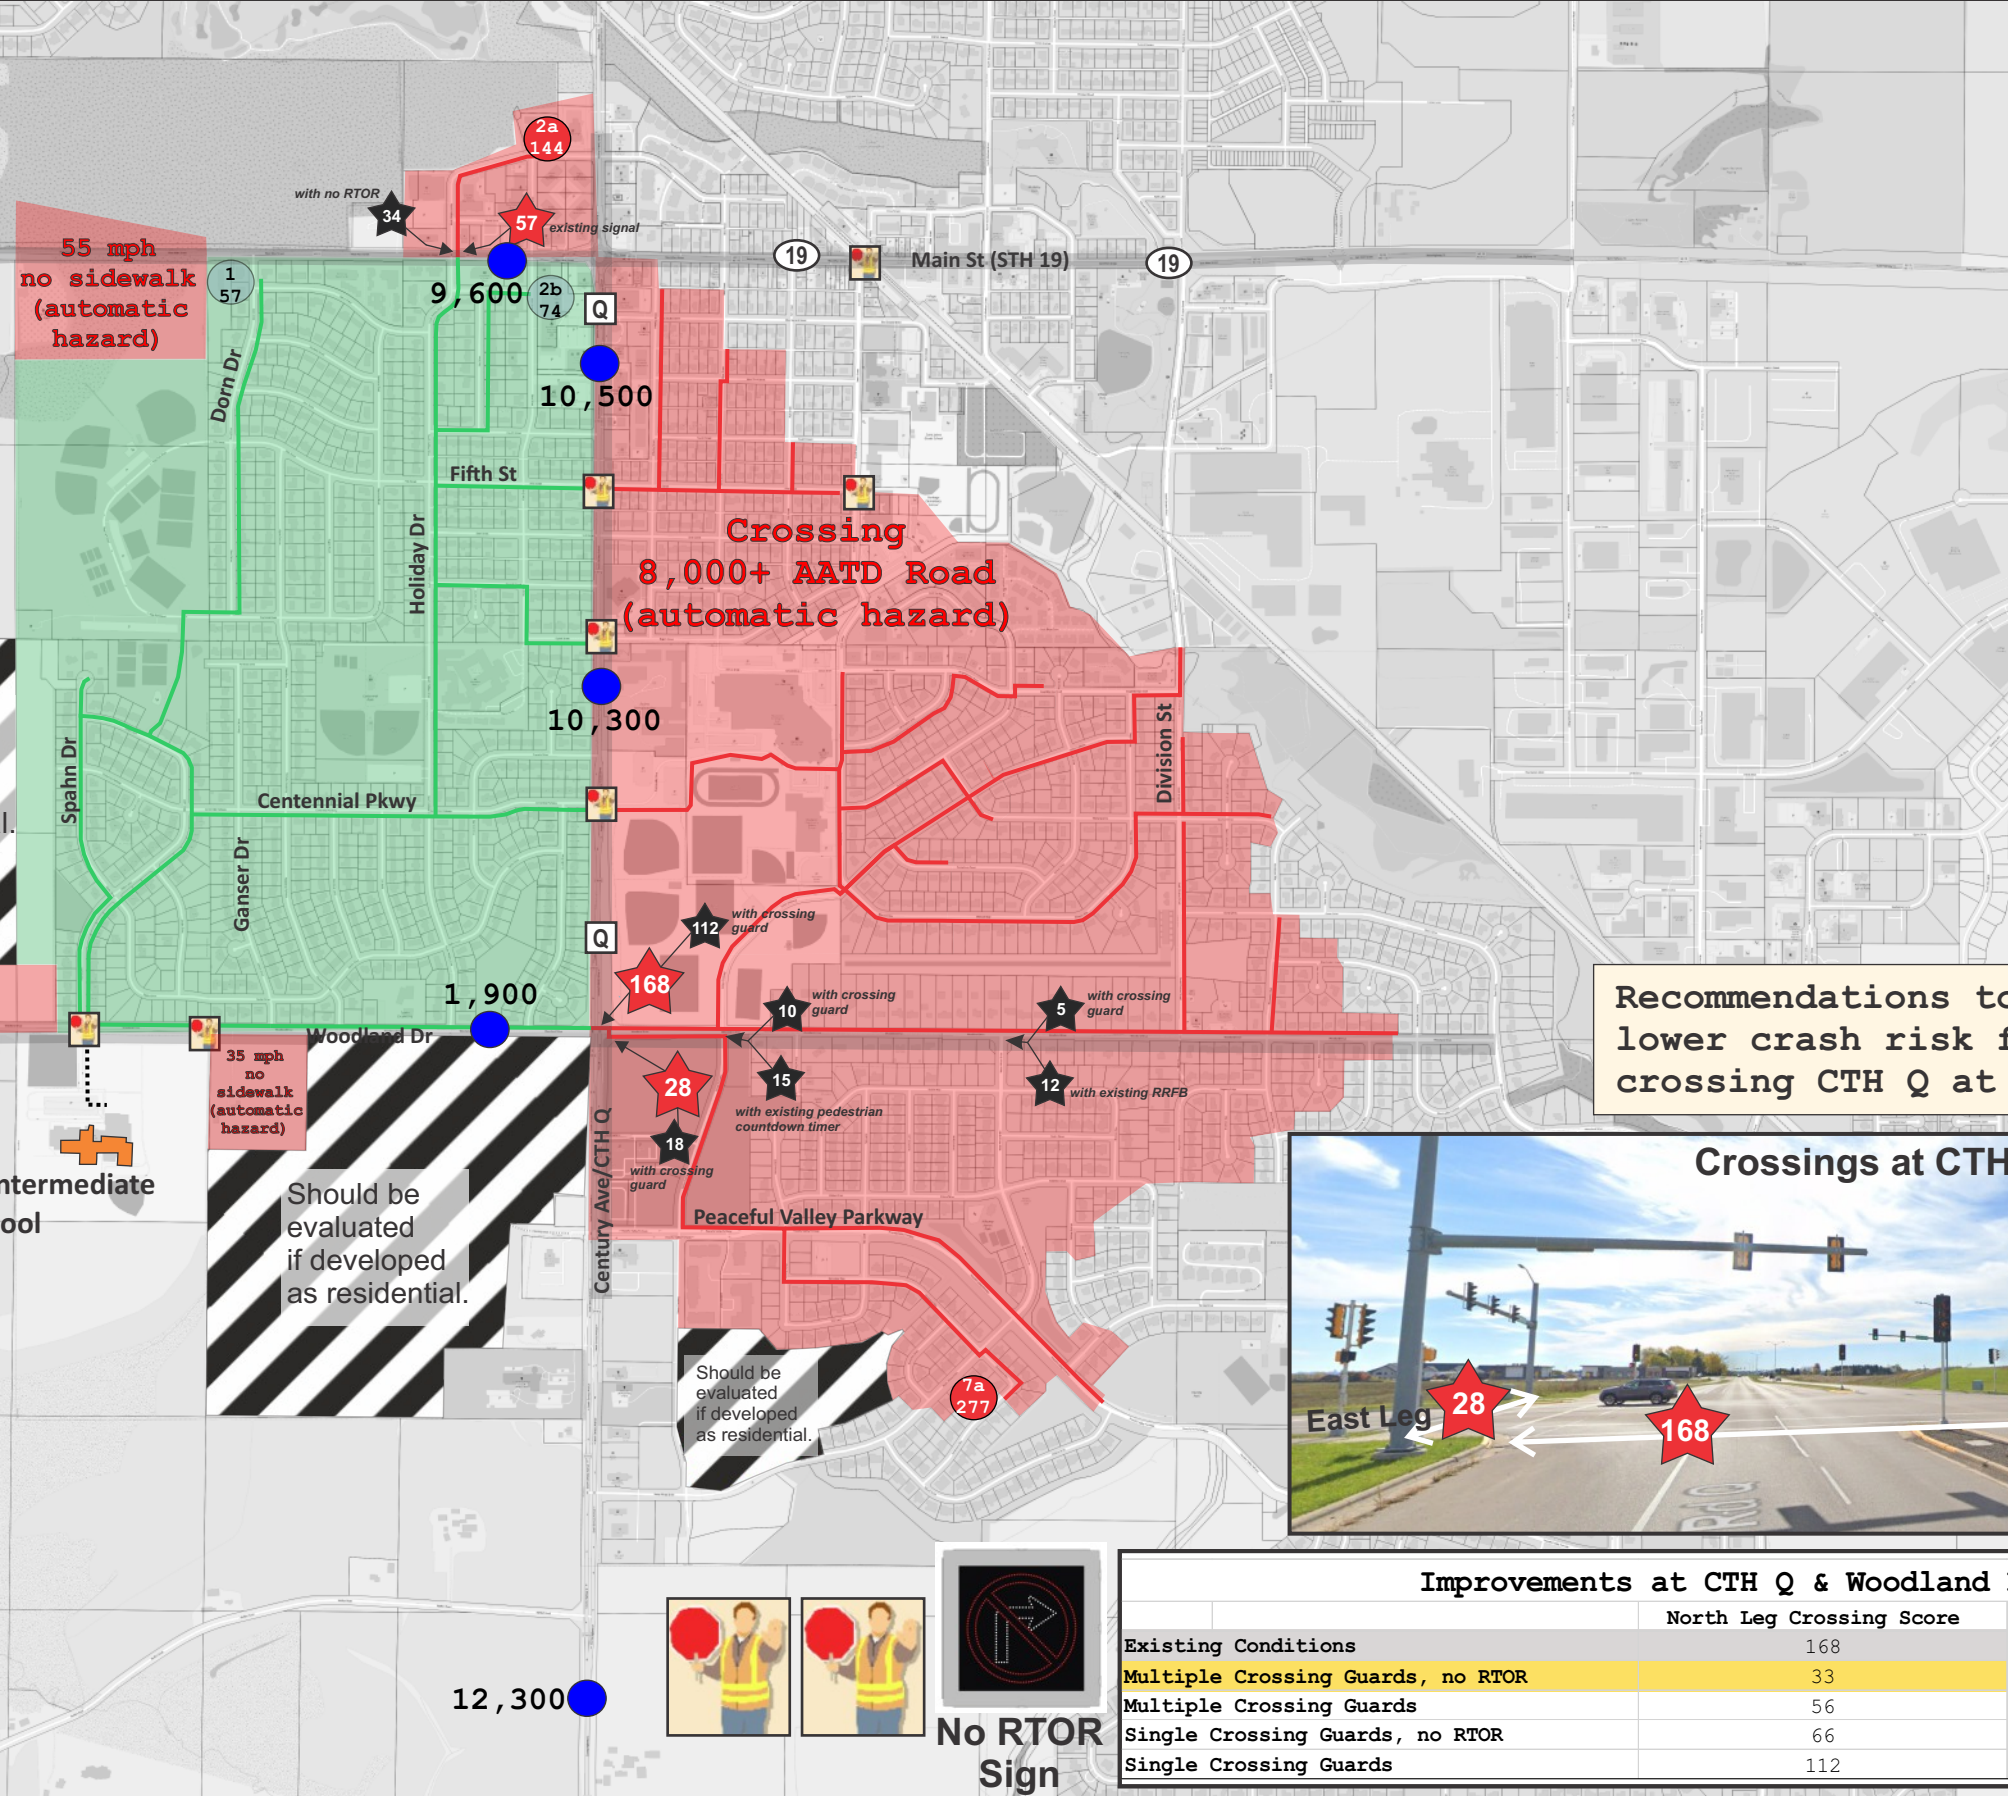 2a
144
with no RTOR
34
57
existing signal
55 mph
no sidewalk
(automatic
hazard)
1
57
9,600
2b
74
Q
19
Main St (STH 19)
19
10,500
Dorn Dr
Fifth St
Holiday Dr
Crossing
8,000+ AATD Road
(automatic hazard)
10,300
Spahn Dr
Centennial Pkwy
Division St
l.
Ganser Dr
Q
112
with crossing
guard
168
1,900
10
with crossing
guard
5
with crossing
guard
Woodland Dr
35 mph
no
sidewalk
(automatic
hazard)
28
15
with existing pedestrian
countdown timer
12
with existing RRFB
18
with crossing
guard
Century Ave/CTH Q
ntermediate
ool
Should be
evaluated
if developed
as residential.
Peaceful Valley Parkway
Should be
evaluated
if developed
as residential.
7a
277
Recommendations to
lower crash risk f
crossing CTH Q at
Crossings at CTH
28
East Leg
168
Rd Q
12,300
No RTOR
Sign
Improvements at CTH Q & Woodland
North Leg Crossing Score
Existing Conditions 168
Multiple Crossing Guards, no RTOR 33
Multiple Crossing Guards 56
Single Crossing Guards, no RTOR 66
Single Crossing Guards 112